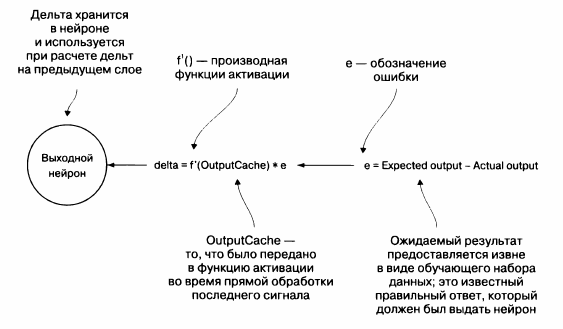 Дельта хранится
в нейроне
и используется
при расчете дельт
на предыдущем слое
f'() — производная
функции активации
e — обозначение
ошибки
Выходной
нейрон
delta = f'(OutputCache) * e
e = Expected output – Actual output
OutputCache —
то, что было передано
в функцию активации
во время прямой обработки
последнего сигнала
Ожидаемый результат
предоставляется извне
в виде обучающего набора
данных; это известный
правильный ответ, который
должен был выдать нейрон